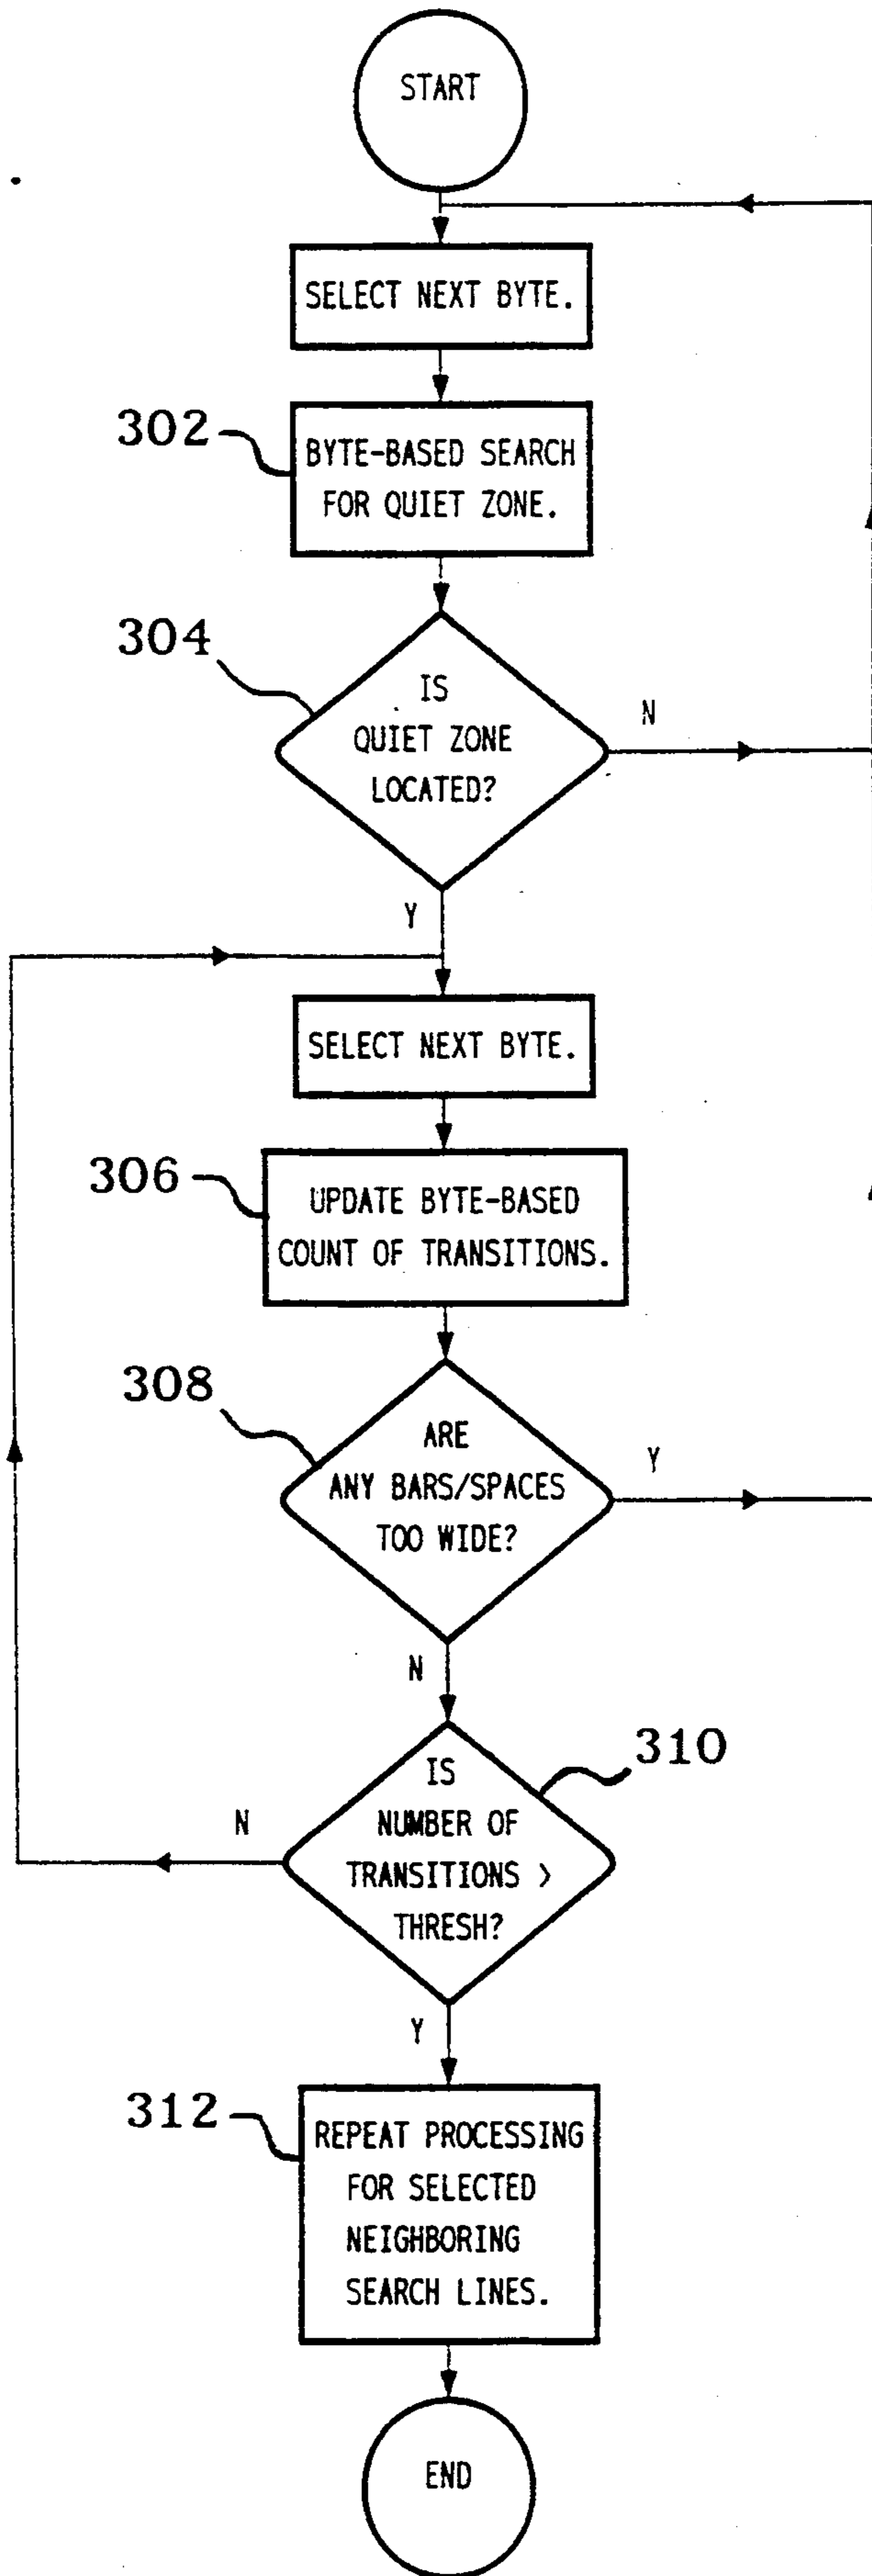 START
SELECT NEXT BYTE.
302
BYTE-BASED SEARCH
FOR QUIET ZONE.
304
IS
QUIET ZONE
LOCATED?
N
Y
SELECT NEXT BYTE.
306
UPDATE BYTE-BASED
COUNT OF TRANSITIONS.
308
ARE
ANY BARS/SPACES
TOO WIDE?
Y
N
310
IS
NUMBER OF
TRANSITIONS >
THRESH?
N
Y
312
REPEAT PROCESSING
FOR SELECTED
NEIGHBORING
SEARCH LINES.
END